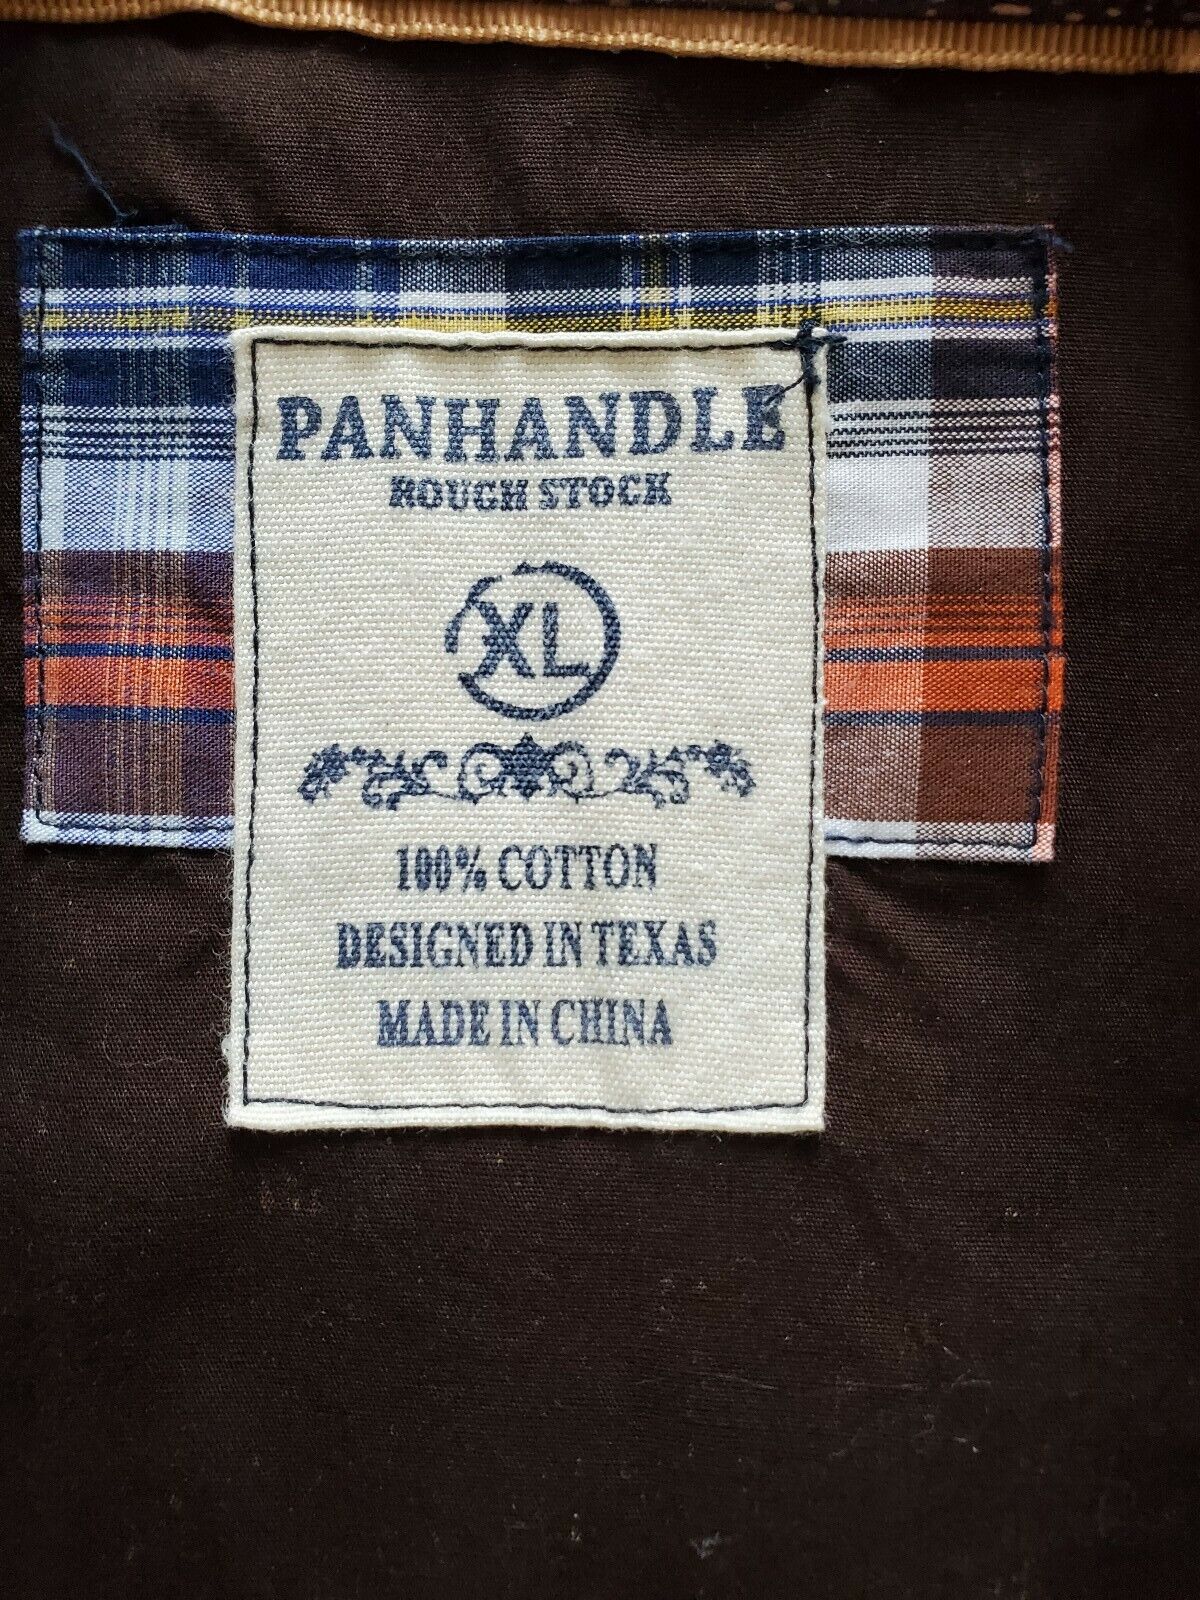 PANHANDLE
ROUGH STOCK
XL
100% COTTON
DESIGNED IN TEXAS
MADE IN CHINA